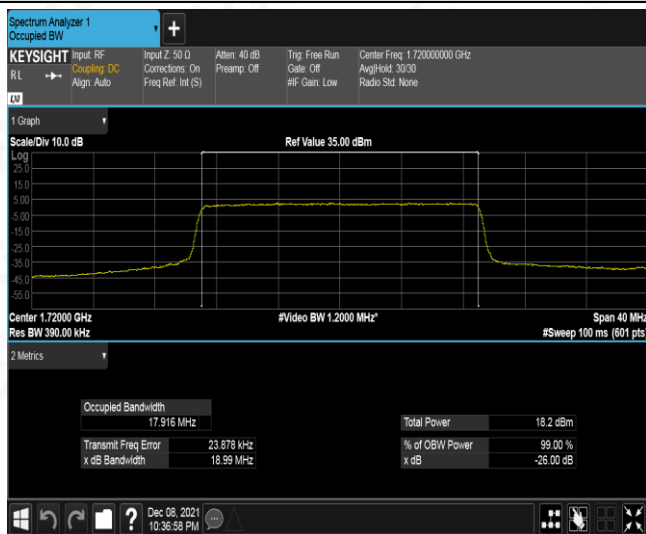 Spectrum Analyzer 1
Occupied BW
+
KEYSIGHT Input: RF Input Z: 50 Ω Atten: 40 dB Trig: Free Run Center Freq: 1.720000000 GHz
RL Coupling: DC Corrections: On Preamp: Off Gate: Off Avg|Hold: 30/30
Align: Auto Freq Ref: Int (S) #IF Gain: Low Radio Std: None
1 Graph
Scale/Div 10.0 dB Ref Value 35.00 dBm
Log
25.0
15.0
5.00
-5.00
-15.0
-25.0
-35.0
-45.0
-55.0
Center 1.72000 GHz #Video BW 1.2000 MHz* Span 40 MHz
Res BW 390.00 kHz #Sweep 100 ms (601 pts)
2 Metrics
Occupied Bandwidth
17.916 MHz Total Power 18.2 dBm
Transmit Freq Error 23.878 kHz % of OBW Power 99.00 %
x dB Bandwidth 18.99 MHz x dB -26.00 dB
? Dec 08, 2021
10:36:58 PM